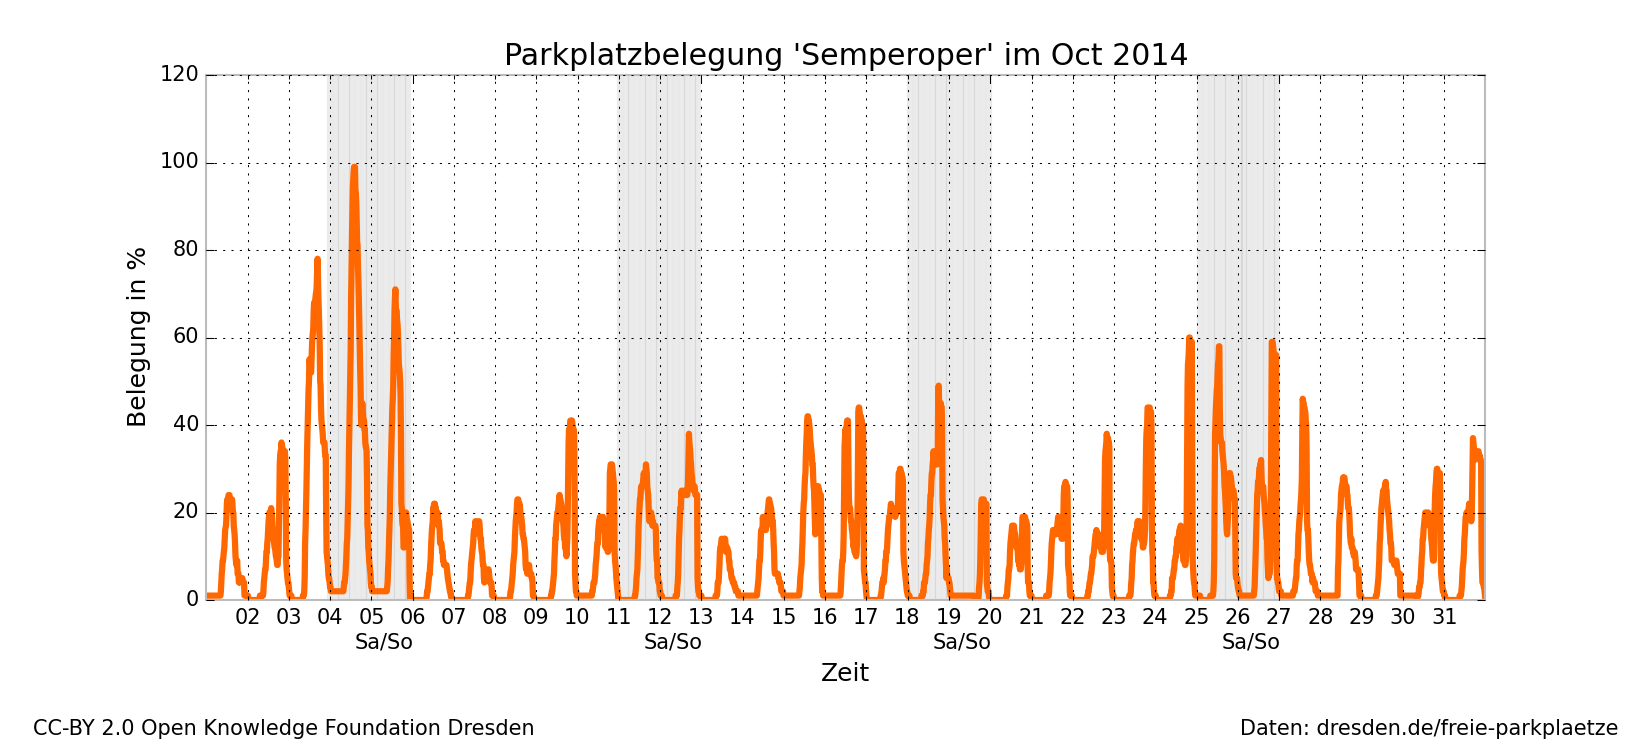 Parkplatzbelegung 'Semperoper' im Oct 2014
120
100
80
60
40
20
0
Belegung in %
02 03 04 05 06 07 08 09 10 11 12 13 14 15 16 17 18 19 20 21 22 23 24 25 26 27 28 29 30 31
Sa/So Sa/So Sa/So Sa/So
Zeit
CC-BY 2.0 Open Knowledge Foundation Dresden
Daten: dresden.de/freie-parkplaetze